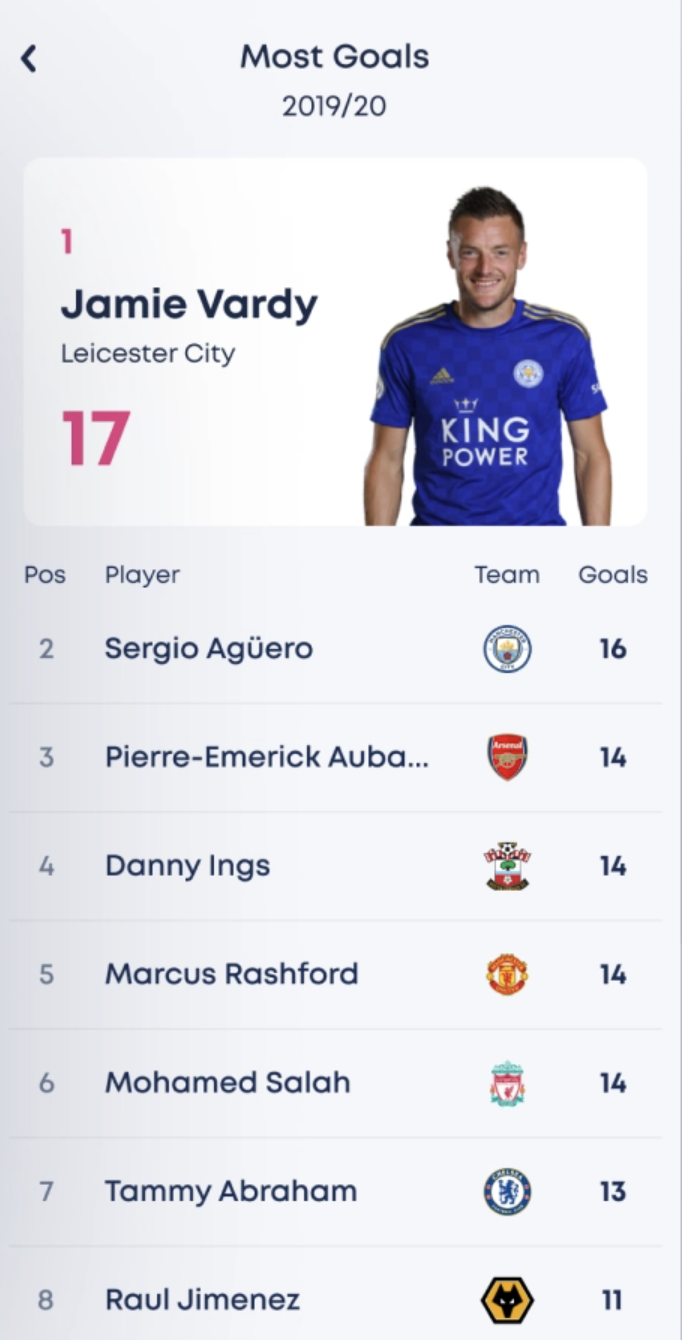 Most Goals
2019/20
1
Jamie Vardy
Leicester City
17
KING
POWER
Pos Player Team Goals
2 Sergio Agüero 16
3 Pierre-Emerick Auba... Arsenal 14
4 Danny Ings 14
5 Marcus Rashford 14
6 Mohamed Salah 14
7 Tammy Abraham 13
8 Raul Jimenez 11